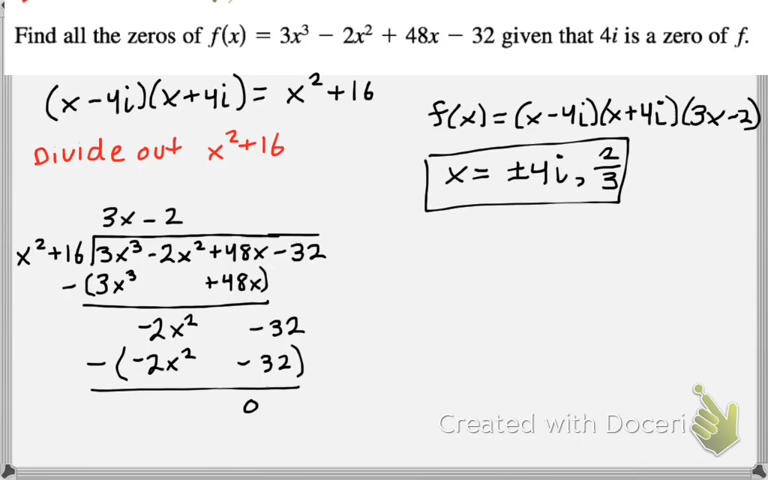 Find all the zeros of f(x) = 3x³ − 2x² + 48x − 32 given that 4i is a zero of f.
(x-4i)(x+4i) = x²+16
Divide out x²+16
3x - 2
x²+16 3x³-2x²+48x-32
-(3x³ +48x)
-2x² -32
-(-2x² -32)
0
f(x)=(x-4i)(x+4i)(3x-2)
x= ±4i, 2/3
Created with Doceri